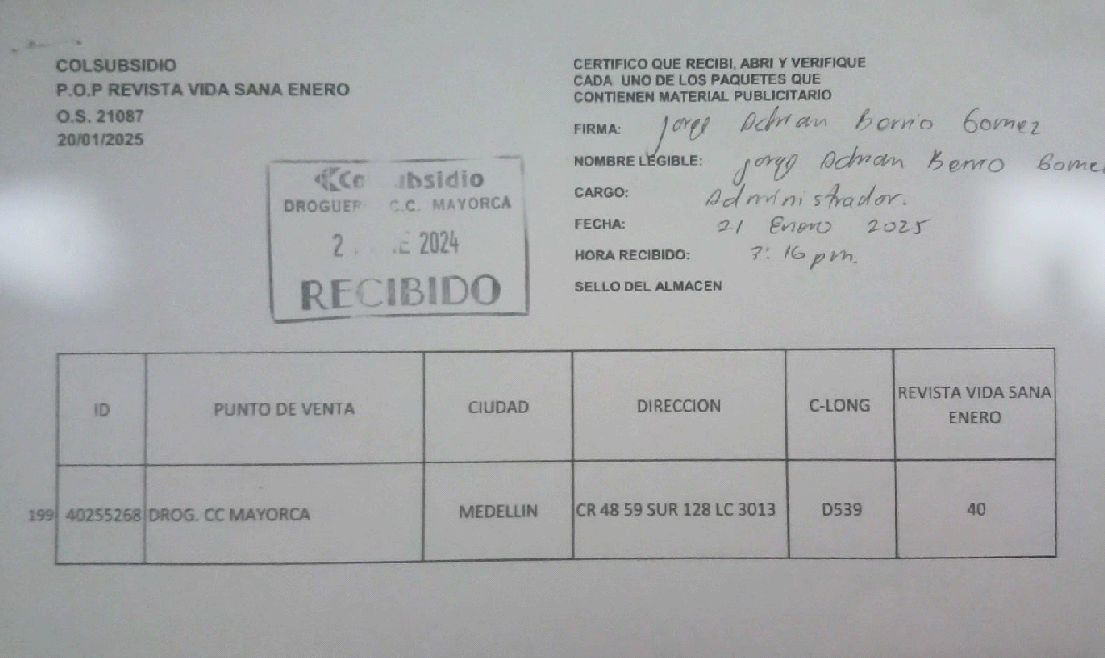 COLSUBSIDIO
P.O.P REVISTA VIDA SANA ENERO
O.S. 21087
20/01/2025
CERTIFICO QUE RECIBI, ABRI Y VERIFIQUE
CADA UNO DE LOS PAQUETES QUE
CONTIENEN MATERIAL PUBLICITARIO
FIRMA: Jorge Adrian Borrio Gomez
NOMBRE LEGIBLE: Jorge Adrian Berrio Gomez
CARGO: Administrador.
FECHA: 21 Enero 2025
HORA RECIBIDO: 7:16 pm.
SELLO DEL ALMACEN
C.C. MAYORCA
2024
RECIBIDO
ID PUNTO DE VENTA CIUDAD DIRECCION C-LONG REVISTA VIDA SANA
ENERO
199 40255268 DROG. CC MAYORCA MEDELLIN CR 48 59 SUR 128 LC 3013 D539 40